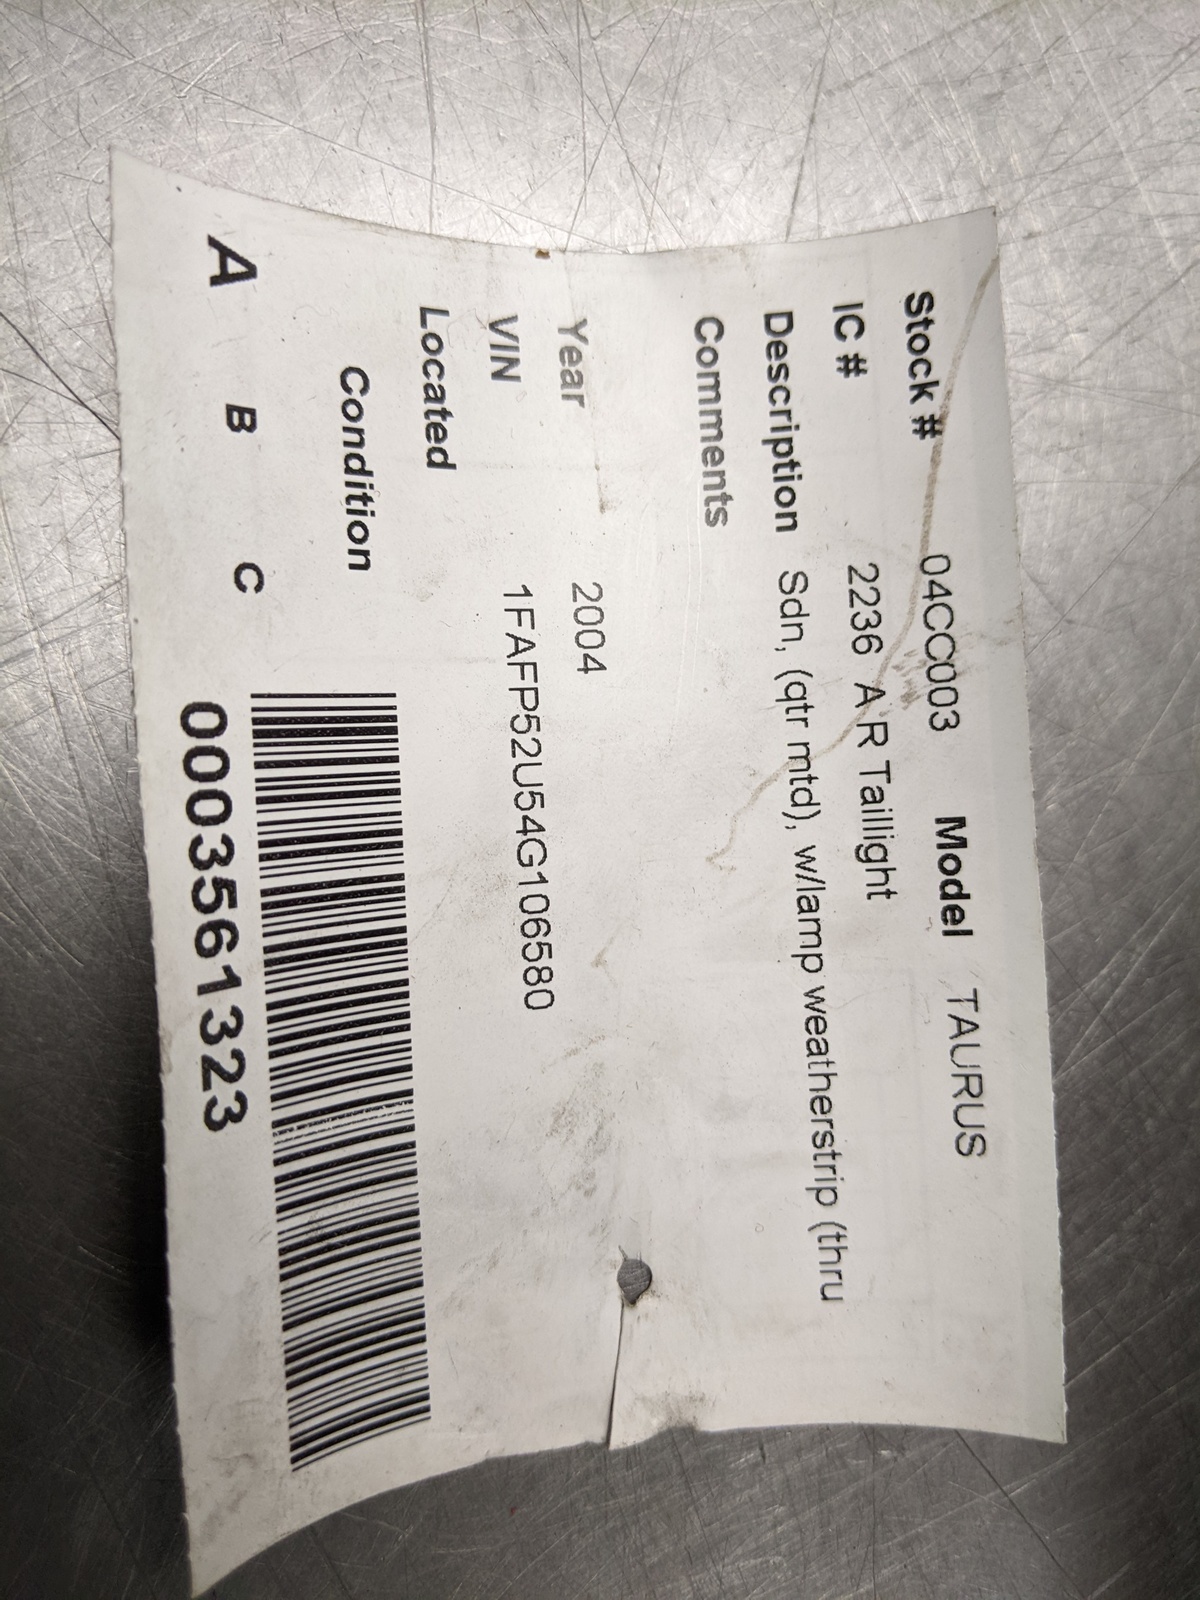 Stock # 04CC003 Model TAURUS
IC # 2236 A R Taillight
Description Sdn, (qtr mtd), w/lamp weatherstrip (thru
Comments
Year 2004
VIN 1FAFP52U54G106580
Located
Condition
A B C
0003561323